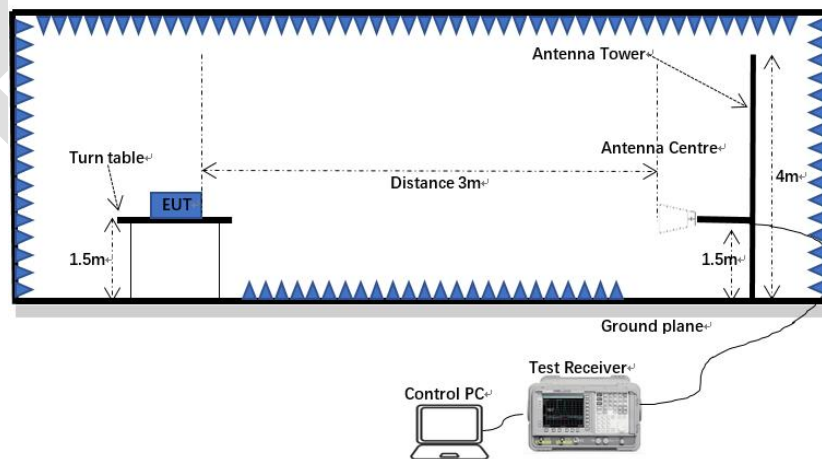 Antenna Tower
Antenna Centre
Turn table
Distance 3m
4m
EUT
1.5m
1.5m
Ground plane
Test Receiver
Control PC